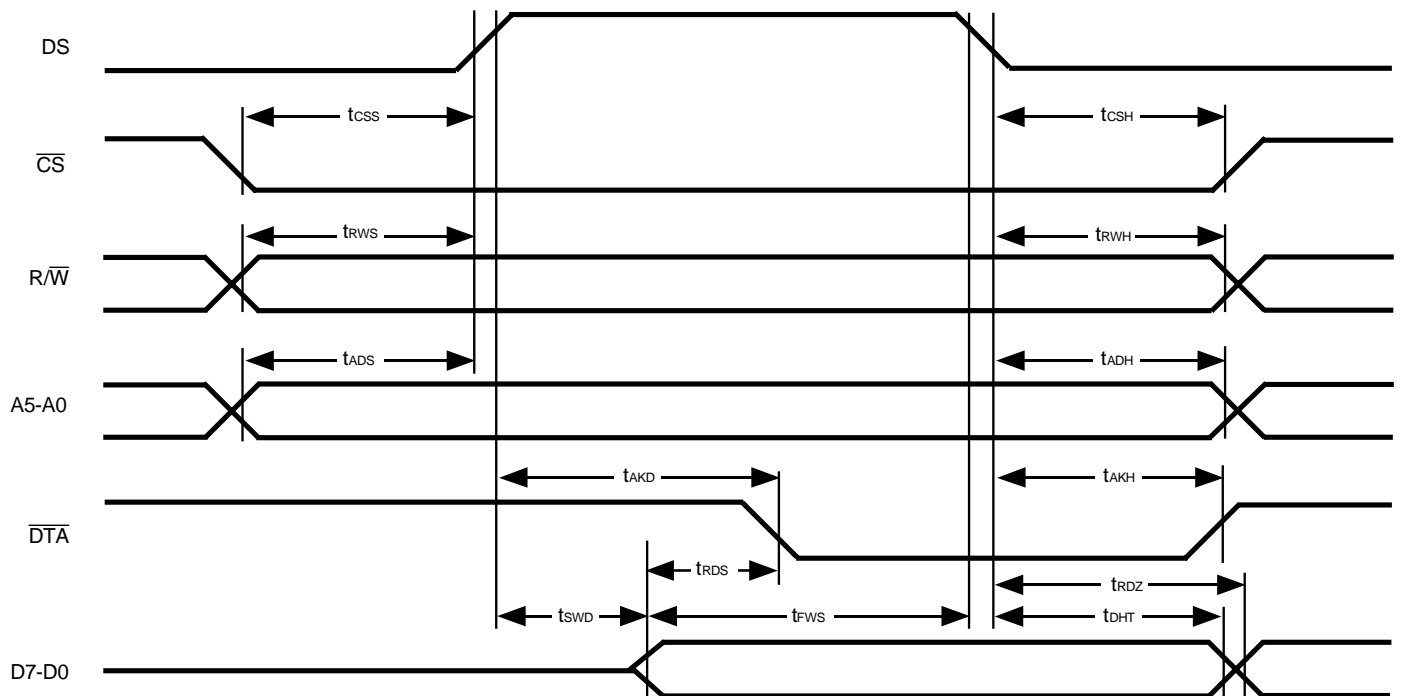 DS
tCSS
tCSH
CS
tRWS
tRWH
R/W
tADS
tADH
A5-A0
tAKD
tAKH
DTA
tRDS
tRDZ
tSWD
tFWS
tDHT
D7-D0